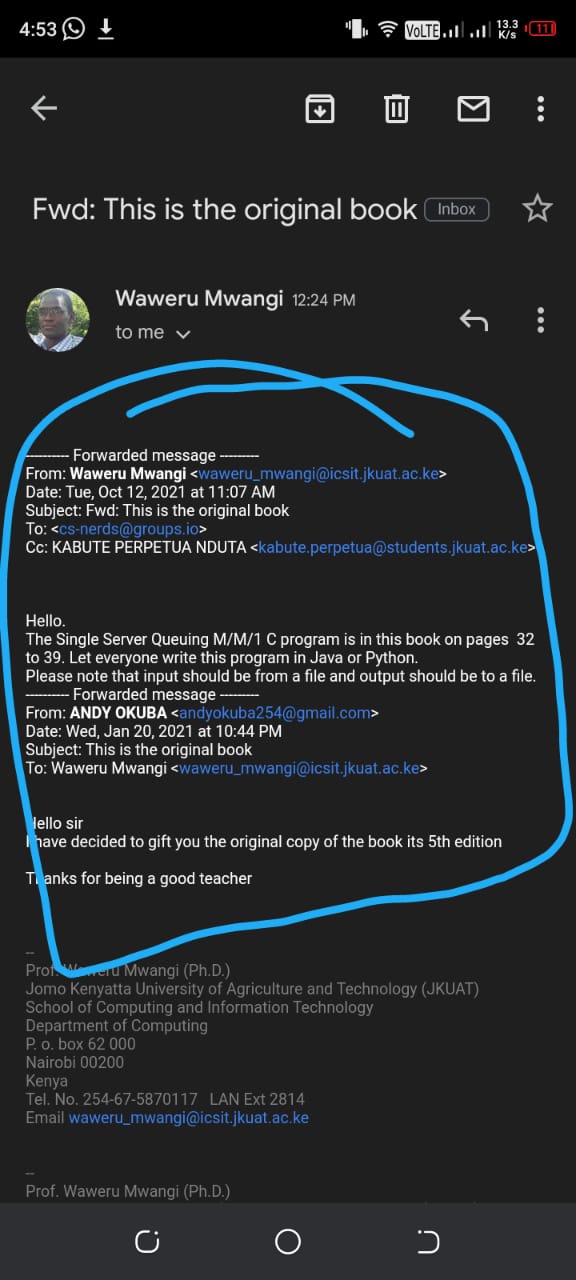 4:53
VoLTE
13.3
K/s
11
Fwd: This is the original book Inbox
Waweru Mwangi 12:24 PM
to me
---------- Forwarded message ---------
From: Waweru Mwangi <waweru_mwangi@icsit.jkuat.ac.ke>
Date: Tue, Oct 12, 2021 at 11:07 AM
Subject: Fwd: This is the original book
To: <cs-nerds@groups.io>
Cc: KABUTE PERPETUA NDUTA <kabute.perpetua@students.jkuat.ac.ke>
Hello.
The Single Server Queuing M/M/1 C program is in this book on pages 32
to 39. Let everyone write this program in Java or Python.
Please note that input should be from a file and output should be to a file.
---------- Forwarded message ---------
From: ANDY OKUBA <andyokuba254@gmail.com>
Date: Wed, Jan 20, 2021 at 10:44 PM
Subject: This is the original book
To: Waweru Mwangi <waweru_mwangi@icsit.jkuat.ac.ke>
Hello sir
I have decided to gift you the original copy of the book its 5th edition
Thanks for being a good teacher
--
Prof. Waweru Mwangi (Ph.D.)
Jomo Kenyatta University of Agriculture and Technology (JKUAT)
School of Computing and Information Technology
Department of Computing
P. o. box 62 000
Nairobi 00200
Kenya
Tel. No. 254-67-5870117 LAN Ext 2814
Email waweru_mwangi@icsit.jkuat.ac.ke
--
Prof. Waweru Mwangi (Ph.D.)